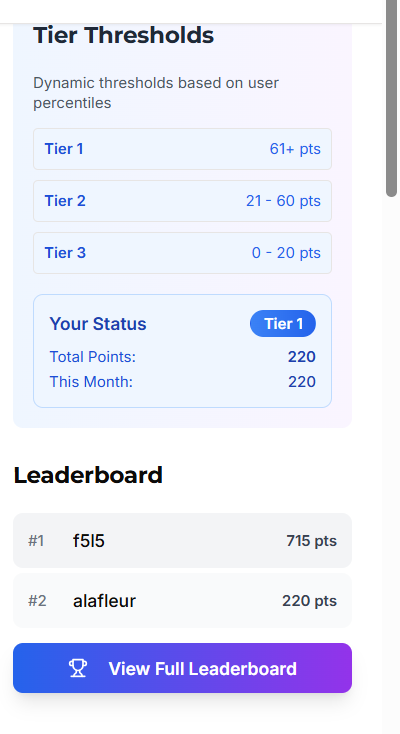 Tier Thresholds
Dynamic thresholds based on user
percentiles
Tier 1 61+ pts
Tier 2 21 - 60 pts
Tier 3 0 - 20 pts
Your Status Tier 1
Total Points: 220
This Month: 220
Leaderboard
#1 f5l5 715 pts
#2 alafleur 220 pts
View Full Leaderboard